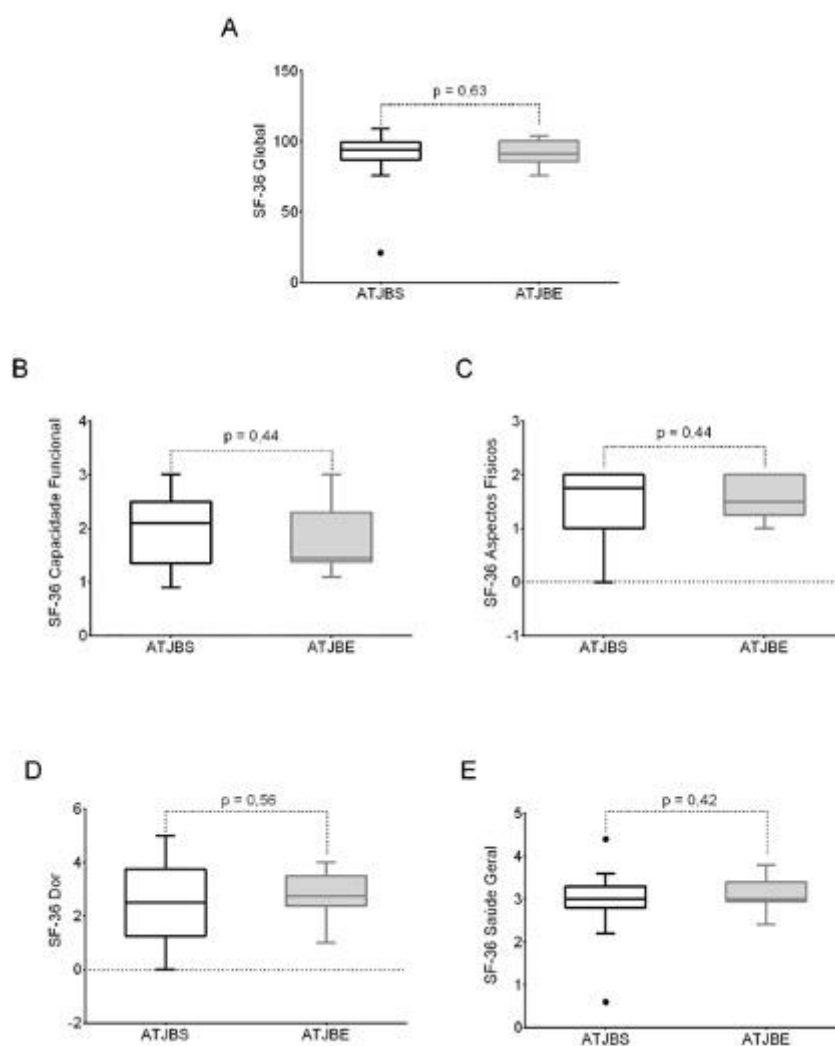 A
SF-36 Global
150
100
50
0
p = 0,63
ATJBS ATJBE
B
SF-36 Capacidade Funcional
4
3
2
1
0
p = 0,44
ATJBS ATJBE
C
SF-36 Aspectos Físicos
3
2
1
0
-1
p = 0,44
ATJBS ATJBE
D
SF-36 Dor
6
4
2
0
-2
p = 0,56
ATJBS ATJBE
E
SF-36 Saúde Geral
5
4
3
2
1
0
p = 0,42
ATJBS ATJBE